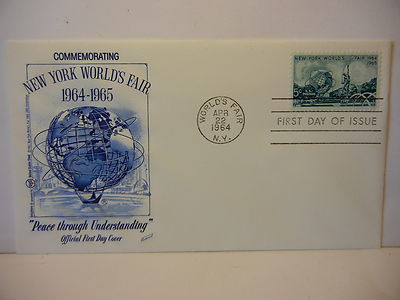 COMMEMORATING
NEW YORK WORLD'S FAIR
1964-1965
"Peace through Understanding"
Official First Day Cover
WORLD'S FAIR
APR
22
1964
N.Y.
FIRST DAY OF ISSUE
NEW YORK WORLD'S FAIR 1964
1965
5c